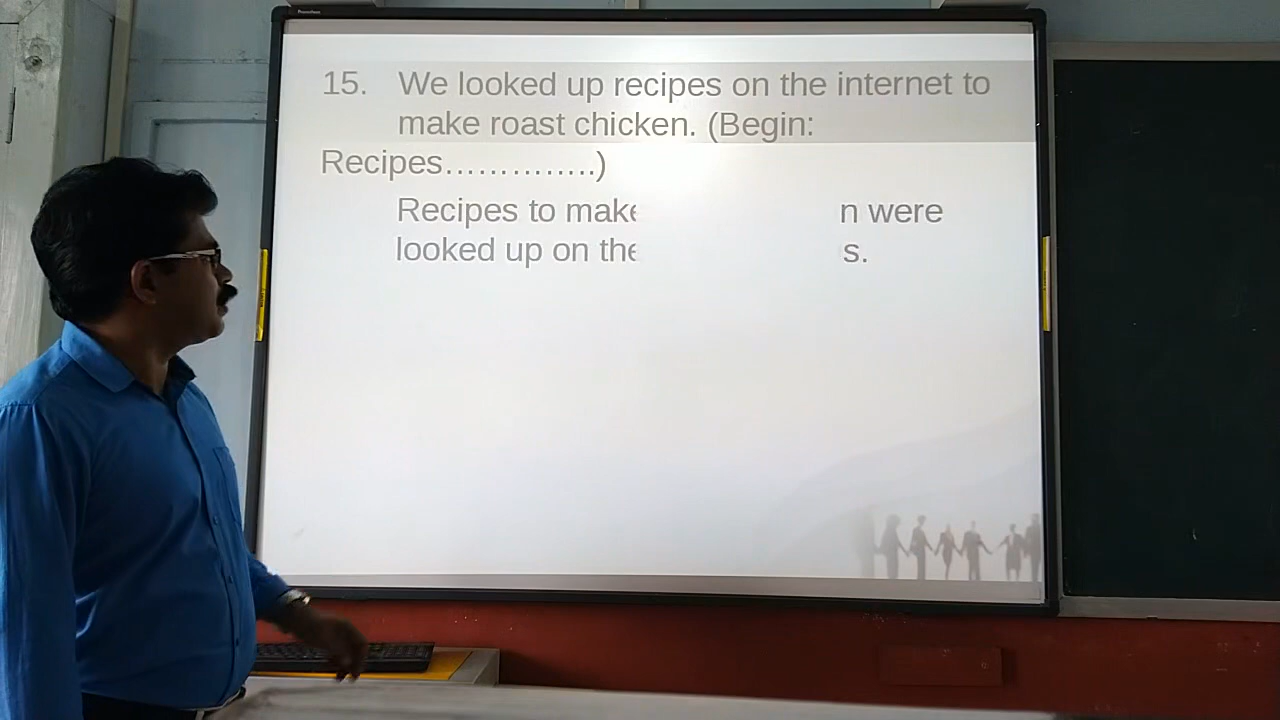 15. We looked up recipes on the internet to
make roast chicken. (Begin:
Recipes..............)
Recipes to make n were
looked up on the s.